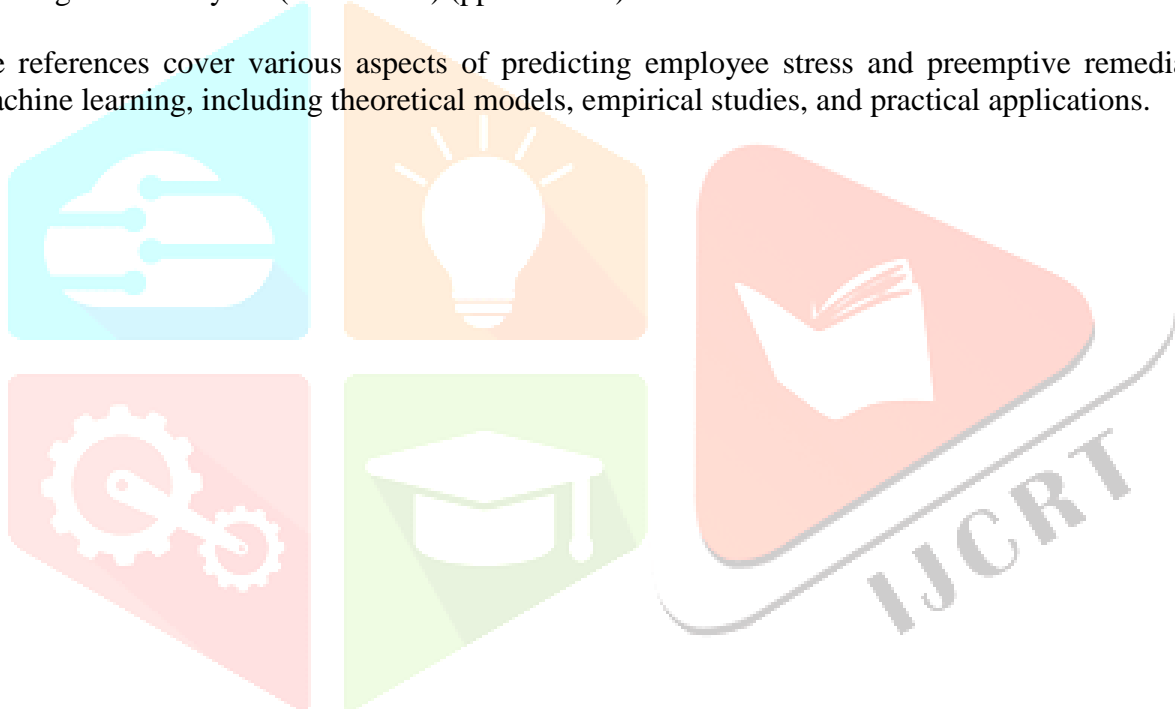 e references cover various aspects of predicting employee stress and preemptive remedia
achine learning, including theoretical models, empirical studies, and practical applications.
IJCRT